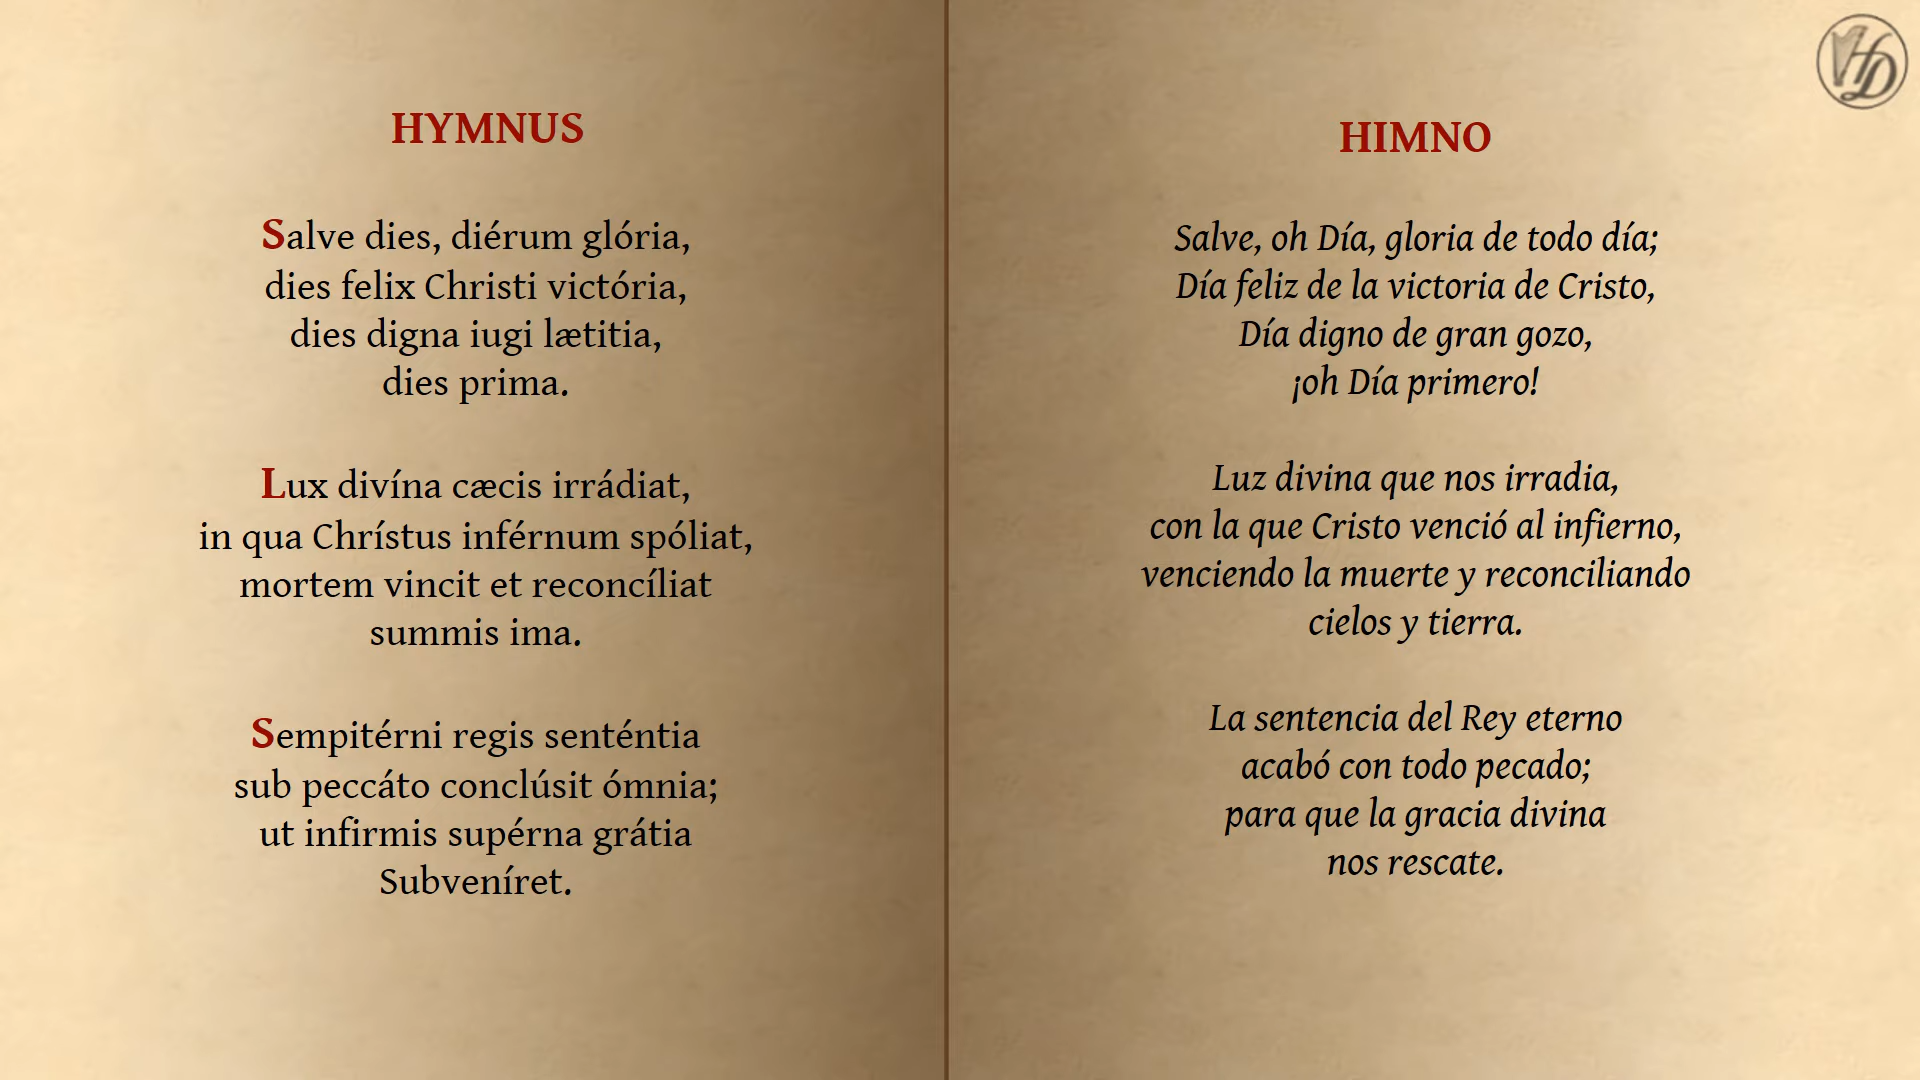 HYMNUS
Salve dies, diérum glória,
dies felix Christi victória,
dies digna iugi lætitia,
dies prima.
Lux divína cæcis irrádiat,
in qua Chrístus inférnum spóliat,
mortem vincit et reconcíliat
summis ima.
Sempitérni regis senténtia
sub peccáto conclúsit ómnia;
ut infirmis supérna grátia
Subveníret.
HIMNO
Salve, oh Día, gloria de todo día;
Día feliz de la victoria de Cristo,
Día digno de gran gozo,
¡oh Día primero!
Luz divina que nos irradia,
con la que Cristo venció al infierno,
venciendo la muerte y reconciliando
cielos y tierra.
La sentencia del Rey eterno
acabó con todo pecado;
para que la gracia divina
nos rescate.
HD